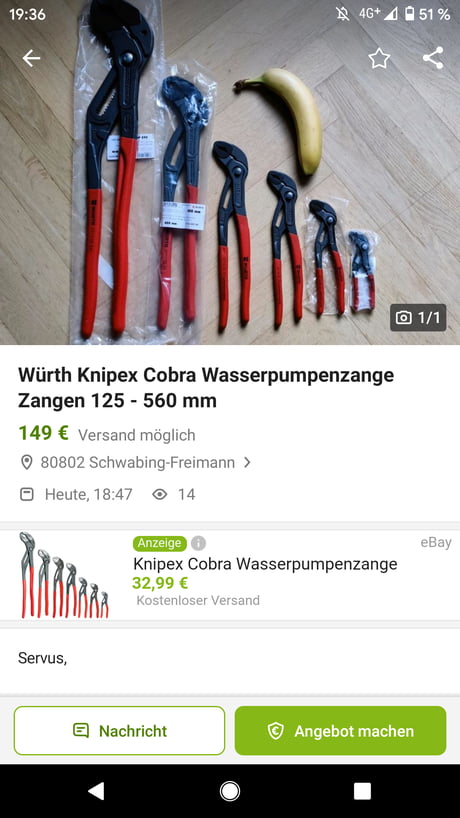 19:36
4G+
51 %
1/1
Würth Knipex Cobra Wasserpumpenzange
Zangen 125 - 560 mm
149 € Versand möglich
80802 Schwabing-Freimann
Heute, 18:47 14
Anzeige i eBay
Knipex Cobra Wasserpumpenzange
32,99 €
Kostenloser Versand
Servus,
Nachricht
Angebot machen